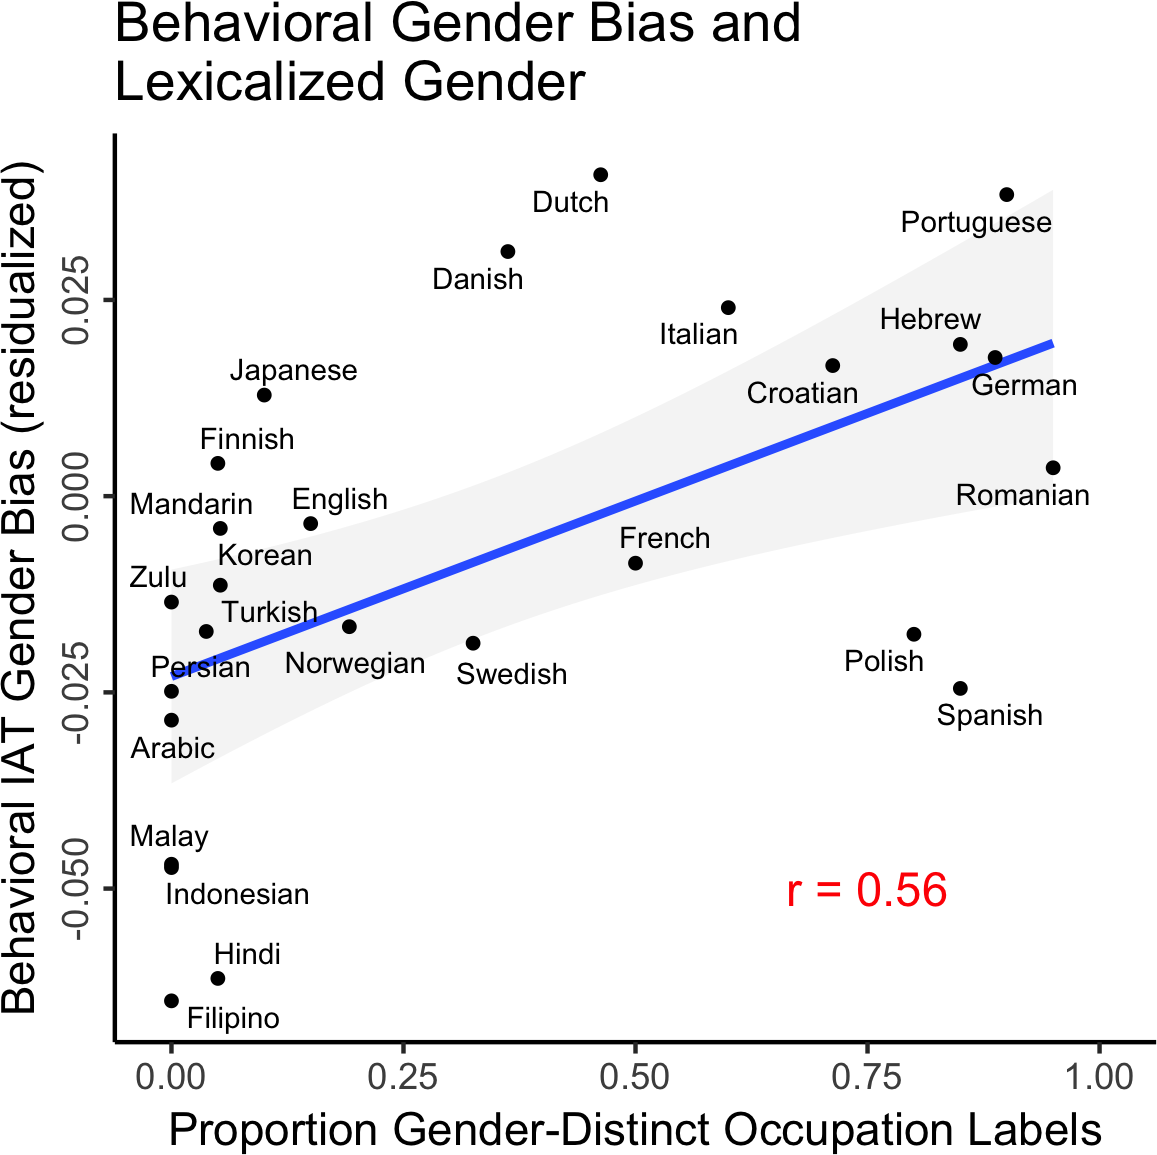 Behavioral Gender Bias and
Lexicalized Gender
Behavioral IAT Gender Bias (residualized)
0.025
0.000
-0.025
-0.050
Dutch
Portuguese
Danish
Hebrew
Italian
Japanese
German
Croatian
Finnish
Romanian
Mandarin
English
French
Korean
Zulu
Turkish
Persian
Norwegian
Swedish
Polish
Spanish
Arabic
Malay
Indonesian
r = 0.56
Hindi
Filipino
0.00
0.25
0.50
0.75
1.00
Proportion Gender-Distinct Occupation Labels